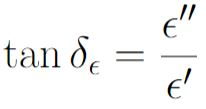 tan δ_ϵ = ϵ″ / ϵ′